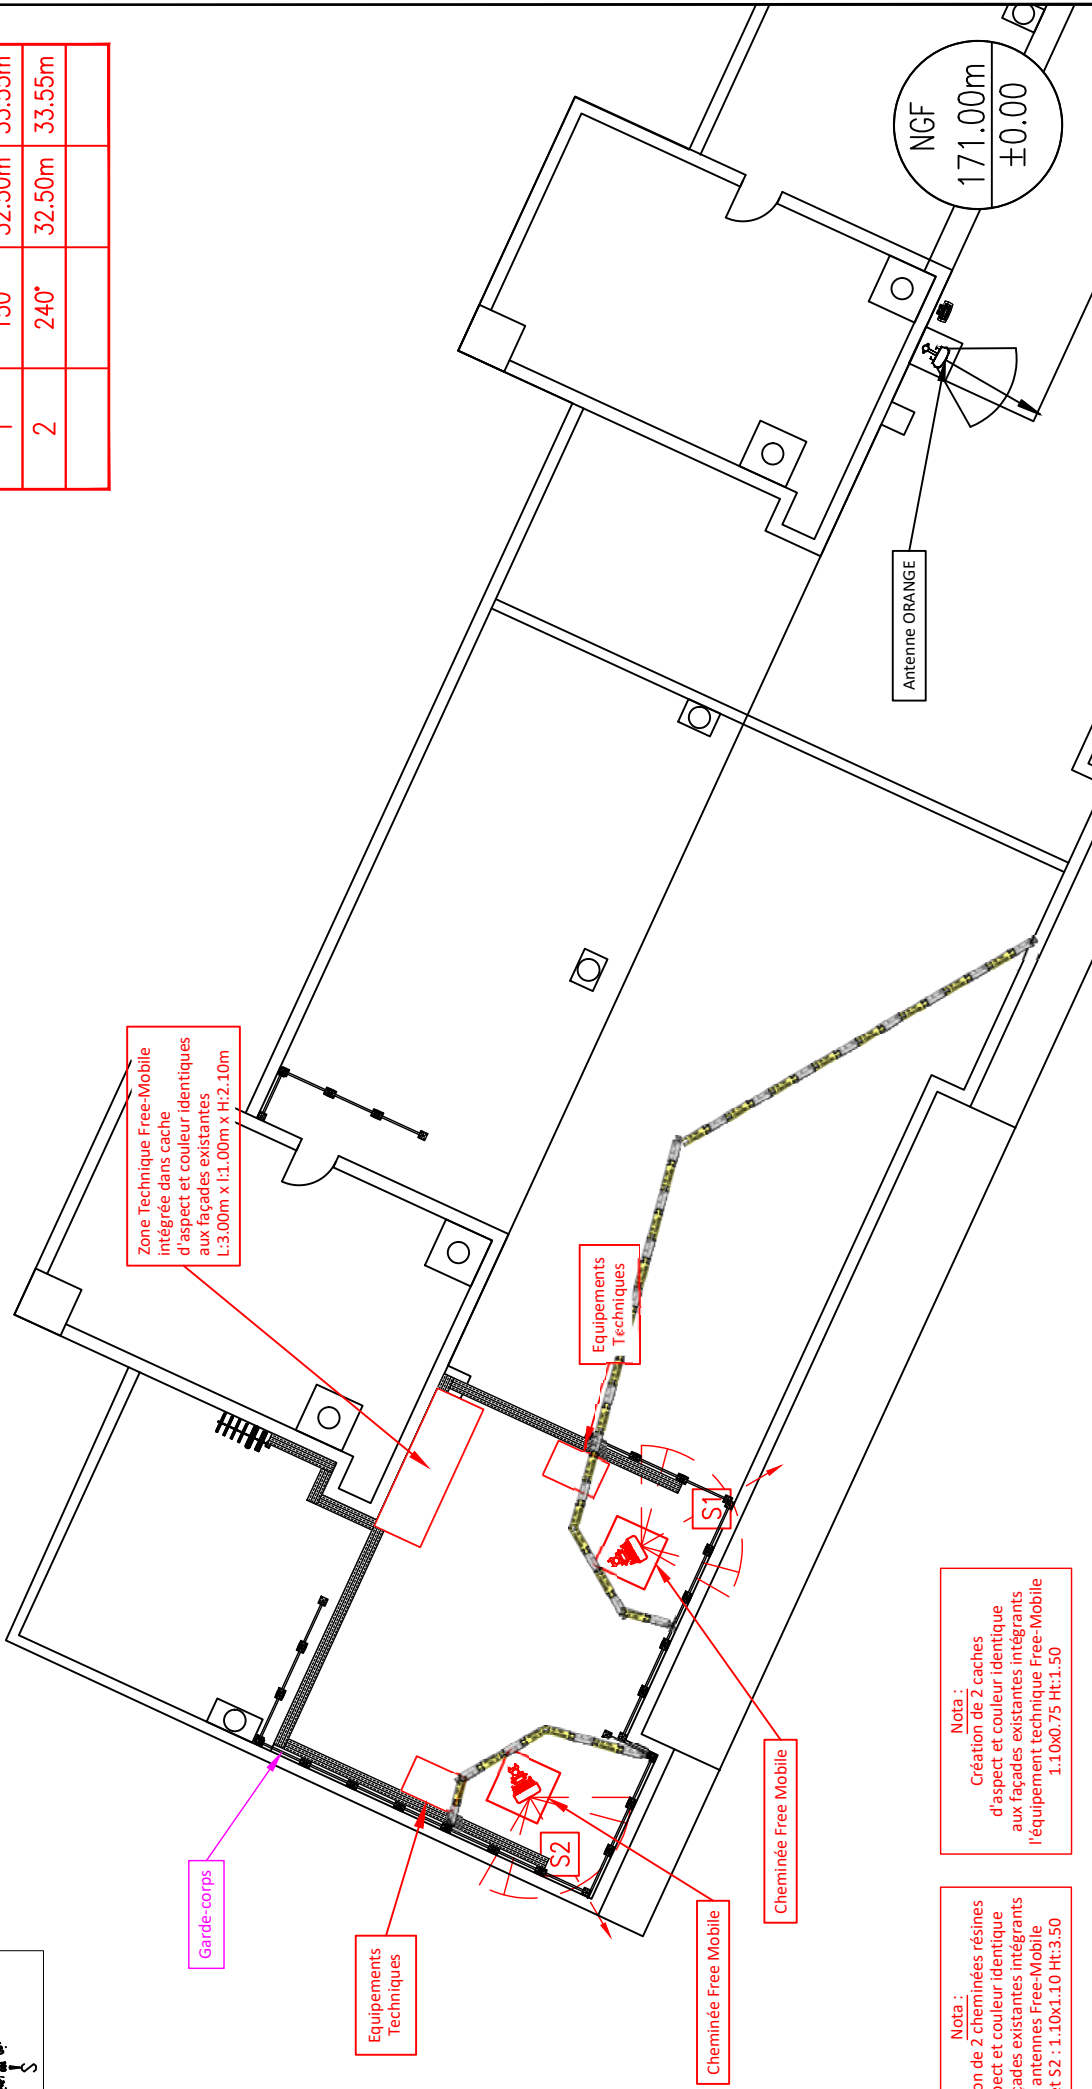 33.55m
2 240° 32.50m 33.55m
NGF
171.00m
±0.00
Antenne ORANGE
Zone Technique Free-Mobile
intégrée dans cache
d'aspect et couleur identiques
aux façades existantes
L:3.00m x l:1.00m x H:2.10m
Equipements
Techniques
S1
S2
Garde-corps
Equipements
Techniques
Cheminée Free Mobile
Cheminée Free Mobile
Nota :
Création de 2 caches
d'aspect et couleur identique
aux façades existantes intégrants
l'équipement technique Free-Mobile
1.10x0.75 Ht:1.50
Nota :
de 2 cheminées résines
et couleur identique
existantes intégrants
antennes Free-Mobile
S2 : 1.10x1.10 Ht:3.50
S